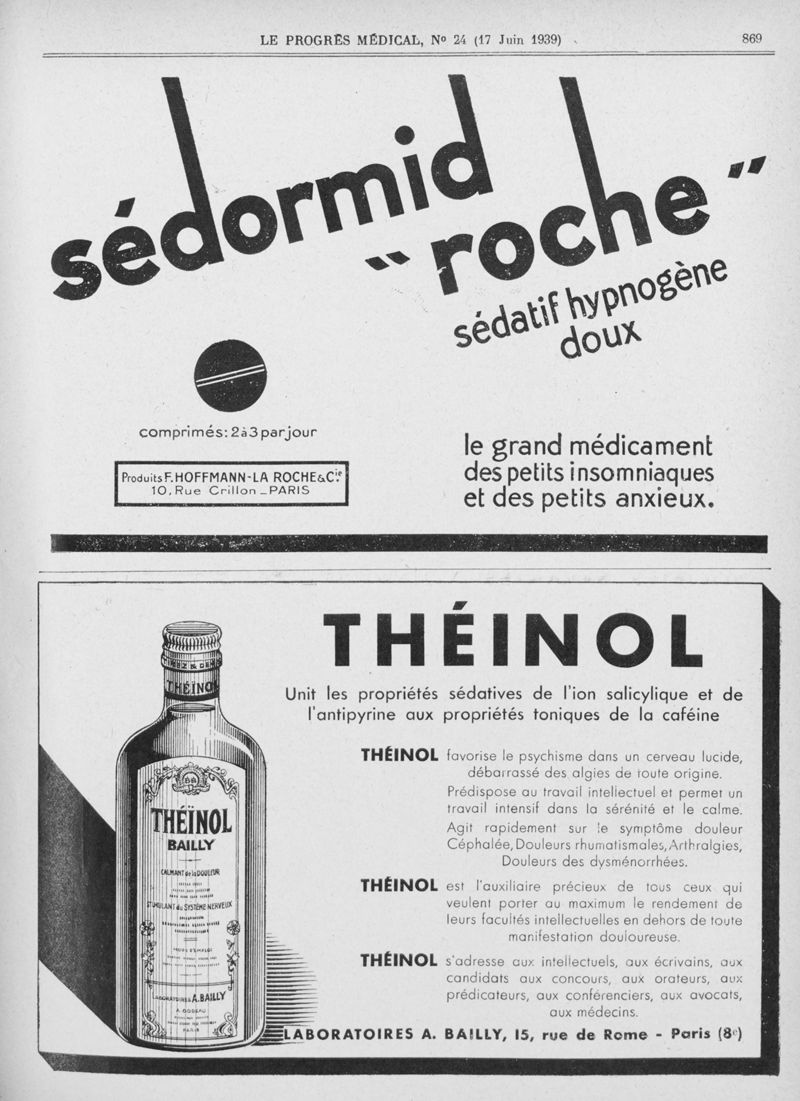 LE PROGRÈS MÉDICAL, Nº 24 (17 Juin 1939)
869
sédormid
"roche"
sédatif hypnogène
doux
comprimés: 2 à 3 par jour
Produits F. HOFFMANN-LA ROCHE & Cie
10, Rue Crillon _ PARIS
le grand médicament
des petits insomniaques
et des petits anxieux.
THÉINOL
Unit les propriétés sédatives de l'ion salicylique et de
l'antipyrine aux propriétés toniques de la caféine
THÉINOL favorise le psychisme dans un cerveau lucide,
débarrassé des algies de toute origine.
Prédispose au travail intellectuel et permet un
travail intensif dans la sérénité et le calme.
Agit rapidement sur le symptôme douleur
Céphalée, Douleurs rhumatismales, Arthralgies,
Douleurs des dysménorrhées.
THÉINOL est l'auxiliaire précieux de tous ceux qui
veulent porter au maximum le rendement de
leurs facultés intellectuelles en dehors de toute
manifestation douloureuse.
THÉINOL s'adresse aux intellectuels, aux écrivains, aux
candidats aux concours, aux orateurs, aux
prédicateurs, aux conférenciers, aux avocats,
aux médecins.
LABORATOIRES A. BAILLY, 15, rue de Rome - Paris (8e)
THÉINOL
THÉÏNOL
BAILLY
CALMANT de la DOULEUR
STIMULANT du SYSTÈME NERVEUX
MODE D'EMPLOI
LABORATOIRES A. BAILLY
PARIS